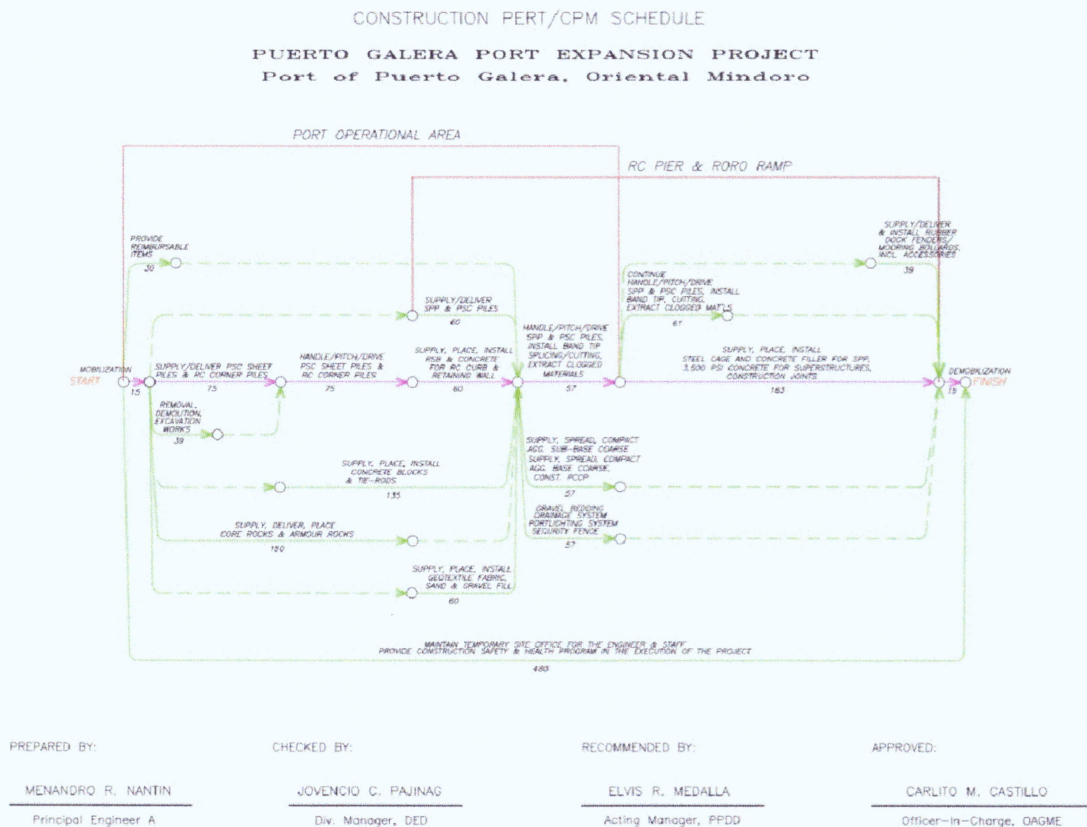 CONSTRUCTION PERT/CPM SCHEDULE
PUERTO GALERA PORT EXPANSION PROJECT
Port of Puerto Galera, Oriental Mindoro
PORT OPERATIONAL AREA
RC PIER & RORO RAMP
PROVIDE
REIMBURSABLE
ITEMS
30
SUPPLY/DELIVER
& INSTALL RUBBER
DOCK FENDERS/
MOORING BOLLARDS,
INCL. ACCESSORIES
39
SUPPLY/DELIVER
SPP & PSC PILES
60
CONTINUE
HANDLE/PITCH/DRIVE
SPP & PSC PILES, INSTALL
BAND TIP, CUTTING,
EXTRACT CLOGGED MAT'LS
61
MOBILIZATION
START
15
SUPPLY/DELIVER PSC SHEET
PILES & RC CORNER PILES
75
HANDLE/PITCH/DRIVE
PSC SHEET PILES &
RC CORNER PILES
75
SUPPLY, PLACE, INSTALL
RSB & CONCRETE
FOR RC CURB &
RETAINING WALL
60
HANDLE/PITCH/DRIVE
SPP & PSC PILES,
INSTALL BAND TIP
SPLICING/CUTTING,
EXTRACT CLOGGED
MATERIALS
57
SUPPLY, PLACE, INSTALL
STEEL CAGE AND CONCRETE FILLER FOR SPP,
3,500 PSI CONCRETE FOR SUPERSTRUCTURES,
CONSTRUCTION JOINTS
183
DEMOBILIZATION
FINISH
15
REMOVAL,
DEMOLITION,
EXCAVATION
WORKS
39
SUPPLY, PLACE, INSTALL
CONCRETE BLOCKS
& TIE-RODS
135
SUPPLY, SPREAD, COMPACT
AGG. SUB-BASE COARSE
SUPPLY, SPREAD, COMPACT
AGG. BASE COARSE,
CONST. PCCP
57
SUPPLY, DELIVER, PLACE
CORE ROCKS & ARMOUR ROCKS
150
GRAVEL BEDDING
DRAINAGE SYSTEM
PORTLIGHTING SYSTEM
SECURITY FENCE
57
SUPPLY, PLACE, INSTALL
GEOTEXTILE FABRIC,
SAND & GRAVEL FILL
60
MAINTAIN TEMPORARY SITE OFFICE FOR THE ENGINEER & STAFF
PROVIDE CONSTRUCTION SAFETY & HEALTH PROGRAM IN THE EXECUTION OF THE PROJECT
480
PREPARED BY:
CHECKED BY:
RECOMMENDED BY:
APPROVED:
MENANDRO R. NANTIN
JOVENCIO C. PAJINAG
ELVIS R. MEDALLA
CARLITO M. CASTILLO
Principal Engineer A
Div. Manager, DED
Acting Manager, PPDD
Officer-In-Charge, OAGME